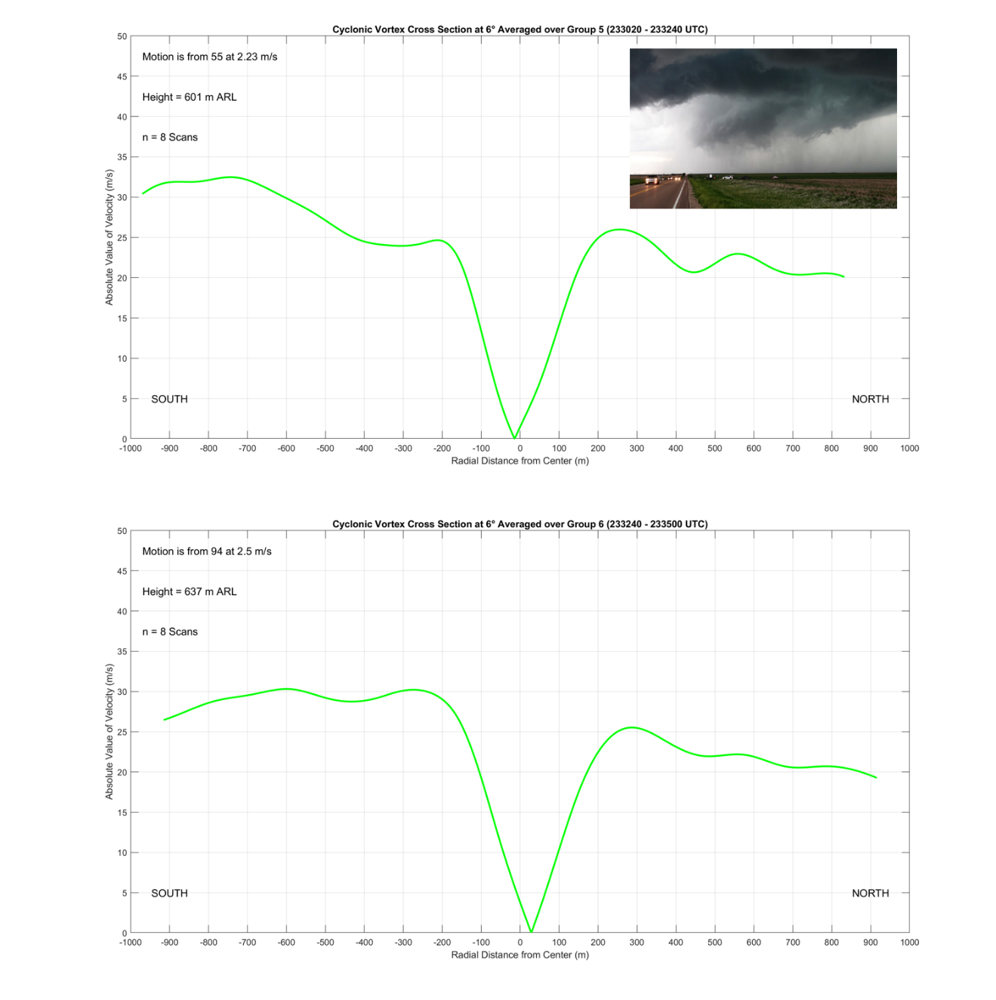 Cyclonic Vortex Cross Section at 6° Averaged over Group 5 (233020 - 233240 UTC)
50
45
40
35
30
25
20
15
10
5
0
Absolute Value of Velocity (m/s)
Motion is from 55 at 2.23 m/s
Height = 601 m ARL
n = 8 Scans
SOUTH
NORTH
-1000 -900 -800 -700 -600 -500 -400 -300 -200 -100 0 100 200 300 400 500 600 700 800 900 1000
Radial Distance from Center (m)
Cyclonic Vortex Cross Section at 6° Averaged over Group 6 (233240 - 233500 UTC)
50
45
40
35
30
25
20
15
10
5
0
Absolute Value of Velocity (m/s)
Motion is from 94 at 2.5 m/s
Height = 637 m ARL
n = 8 Scans
SOUTH
NORTH
-1000 -900 -800 -700 -600 -500 -400 -300 -200 -100 0 100 200 300 400 500 600 700 800 900 1000
Radial Distance from Center (m)